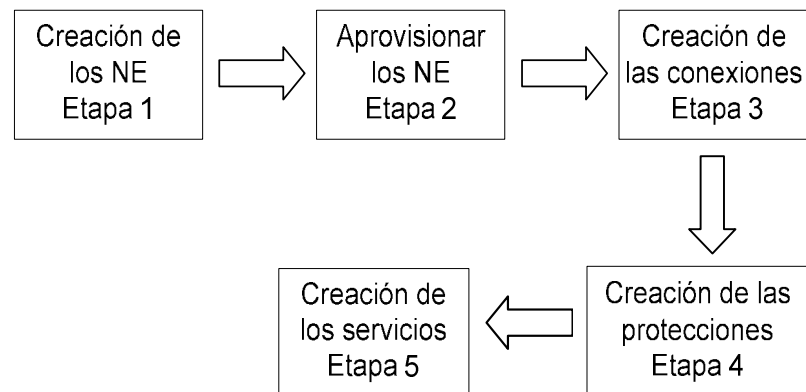 Creación de
los NE
Etapa 1
Aprovisionar
los NE
Etapa 2
Creación de
las conexiones
Etapa 3
Creación de las
protecciones
Etapa 4
Creación de
los servicios
Etapa 5